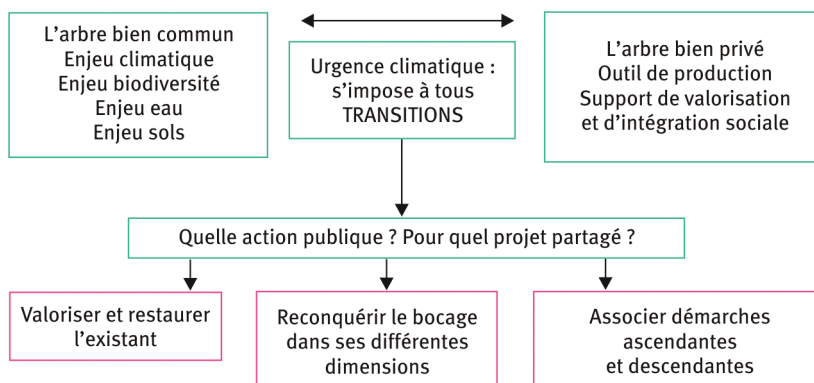 L’arbre bien commun
Enjeu climatique
Enjeu biodiversité
Enjeu eau
Enjeu sols
Urgence climatique :
s’impose à tous
TRANSITIONS
L’arbre bien privé
Outil de production
Support de valorisation
et d’intégration sociale
Quelle action publique ? Pour quel projet partagé ?
Valoriser et restaurer
l’existant
Reconquérir le bocage
dans ses différentes
dimensions
Associer démarches
ascendantes
et descendantes